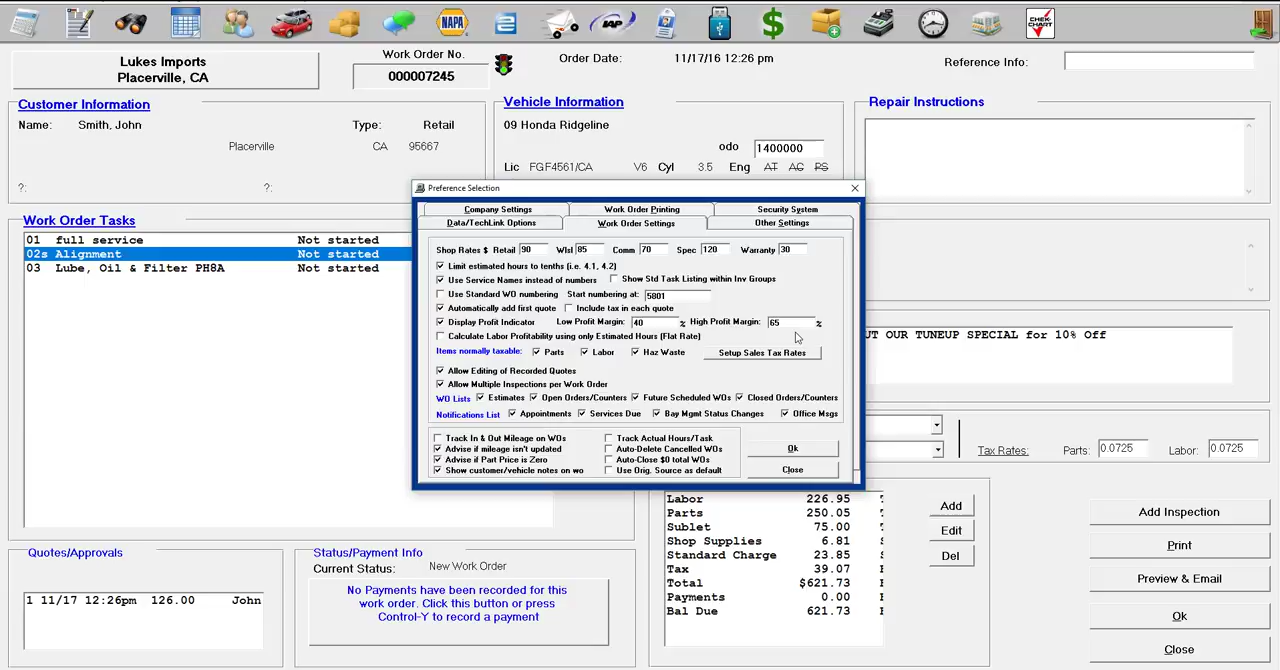 NAPA
IAP
CHEK-CHART
Lukes Imports
Placerville, CA
Work Order No.
000007245
Order Date: 11/17/16 12:26 pm
Reference Info:
Customer Information
Name: Smith, John Type: Retail
Placerville CA 95667
?: ?:
Vehicle Information
09 Honda Ridgeline
odo 1400000
Lic FGF4561/CA V6 Cyl 3.5 Eng AT AC PS
Repair Instructions
Work Order Tasks
01 full service Not started
02s Alignment Not started
03 Lube, Oil & Filter PH8A Not started
Preference Selection
Company Settings Work Order Printing Security System
Data/TechLink Options Work Order Settings Other Settings
Shop Rates $ Retail 90 Wlsl 85 Comm 70 Spec 120 Warranty 30
Limit estimated hours to tenths (i.e. 4.1, 4.2)
Use Service Names instead of numbers Show Std Task Listing within Inv Groups
Use Standard WO numbering Start numbering at: 5801
Automatically add first quote Include tax in each quote
Display Profit Indicator Low Profit Margin: 40 % High Profit Margin: 65 %
Calculate Labor Profitability using only Estimated Hours (Flat Rate)
Items normally taxable: Parts Labor Haz Waste Setup Sales Tax Rates
Allow Editing of Recorded Quotes
Allow Multiple Inspections per Work Order
WO Lists Estimates Open Orders/Counters Future Scheduled WOs Closed Orders/Counters
Notifications List Appointments Services Due Bay Mgmt Status Changes Office Msgs
Track In & Out Mileage on WOs Track Actual Hours/Task
Advise if mileage isn't updated Auto-Delete Cancelled WOs
Advise if Part Price is Zero Auto-Close $0 total WOs
Show customer/vehicle notes on wo Use Orig. Source as default
Ok
Close
UT OUR TUNEUP SPECIAL for 10% Off
Tax Rates: Parts: 0.0725 Labor: 0.0725
Labor 226.95
Parts 250.05
Sublet 75.00
Shop Supplies 6.81
Standard Charge 23.85
Tax 39.07
Total $621.73
Payments 0.00
Bal Due 621.73
Add
Edit
Del
Add Inspection
Print
Preview & Email
Ok
Close
Quotes/Approvals
1 11/17 12:26pm 126.00 John
Status/Payment Info
Current Status: New Work Order
No Payments have been recorded for this
work order. Click this button or press
Control-Y to record a payment